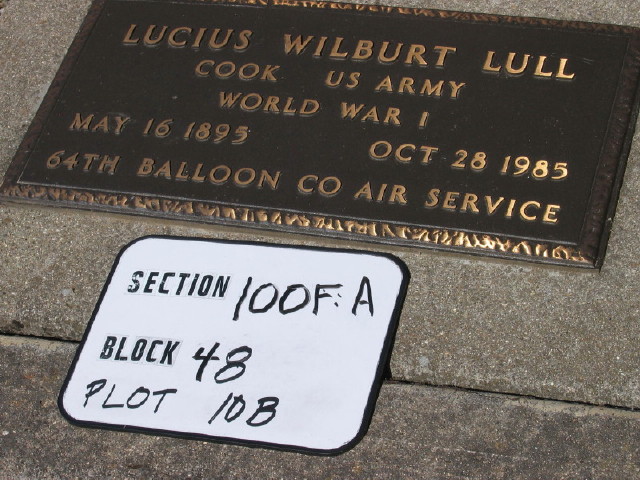 LUCIUS WILBURT LULL
COOK US ARMY
WORLD WAR I
MAY 16 1895 OCT 28 1985
64TH BALLOON CO AIR SERVICE
SECTION 100F:A
BLOCK 48
PLOT 10B